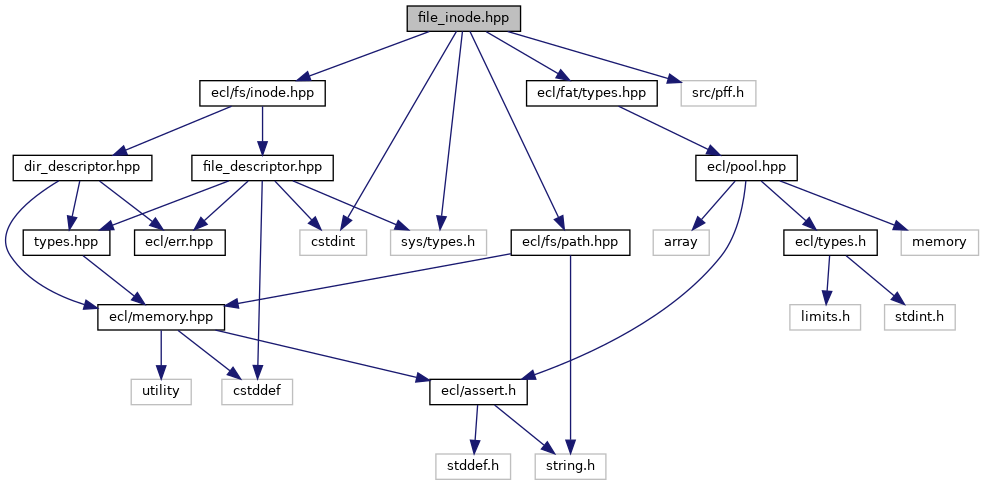 file_inode.hpp
ecl/fs/inode.hpp
ecl/fat/types.hpp
src/pff.h
dir_descriptor.hpp
file_descriptor.hpp
ecl/pool.hpp
types.hpp
ecl/err.hpp
cstdint
sys/types.h
ecl/fs/path.hpp
array
ecl/types.h
memory
ecl/memory.hpp
limits.h
stdint.h
utility
cstddef
ecl/assert.h
stddef.h
string.h